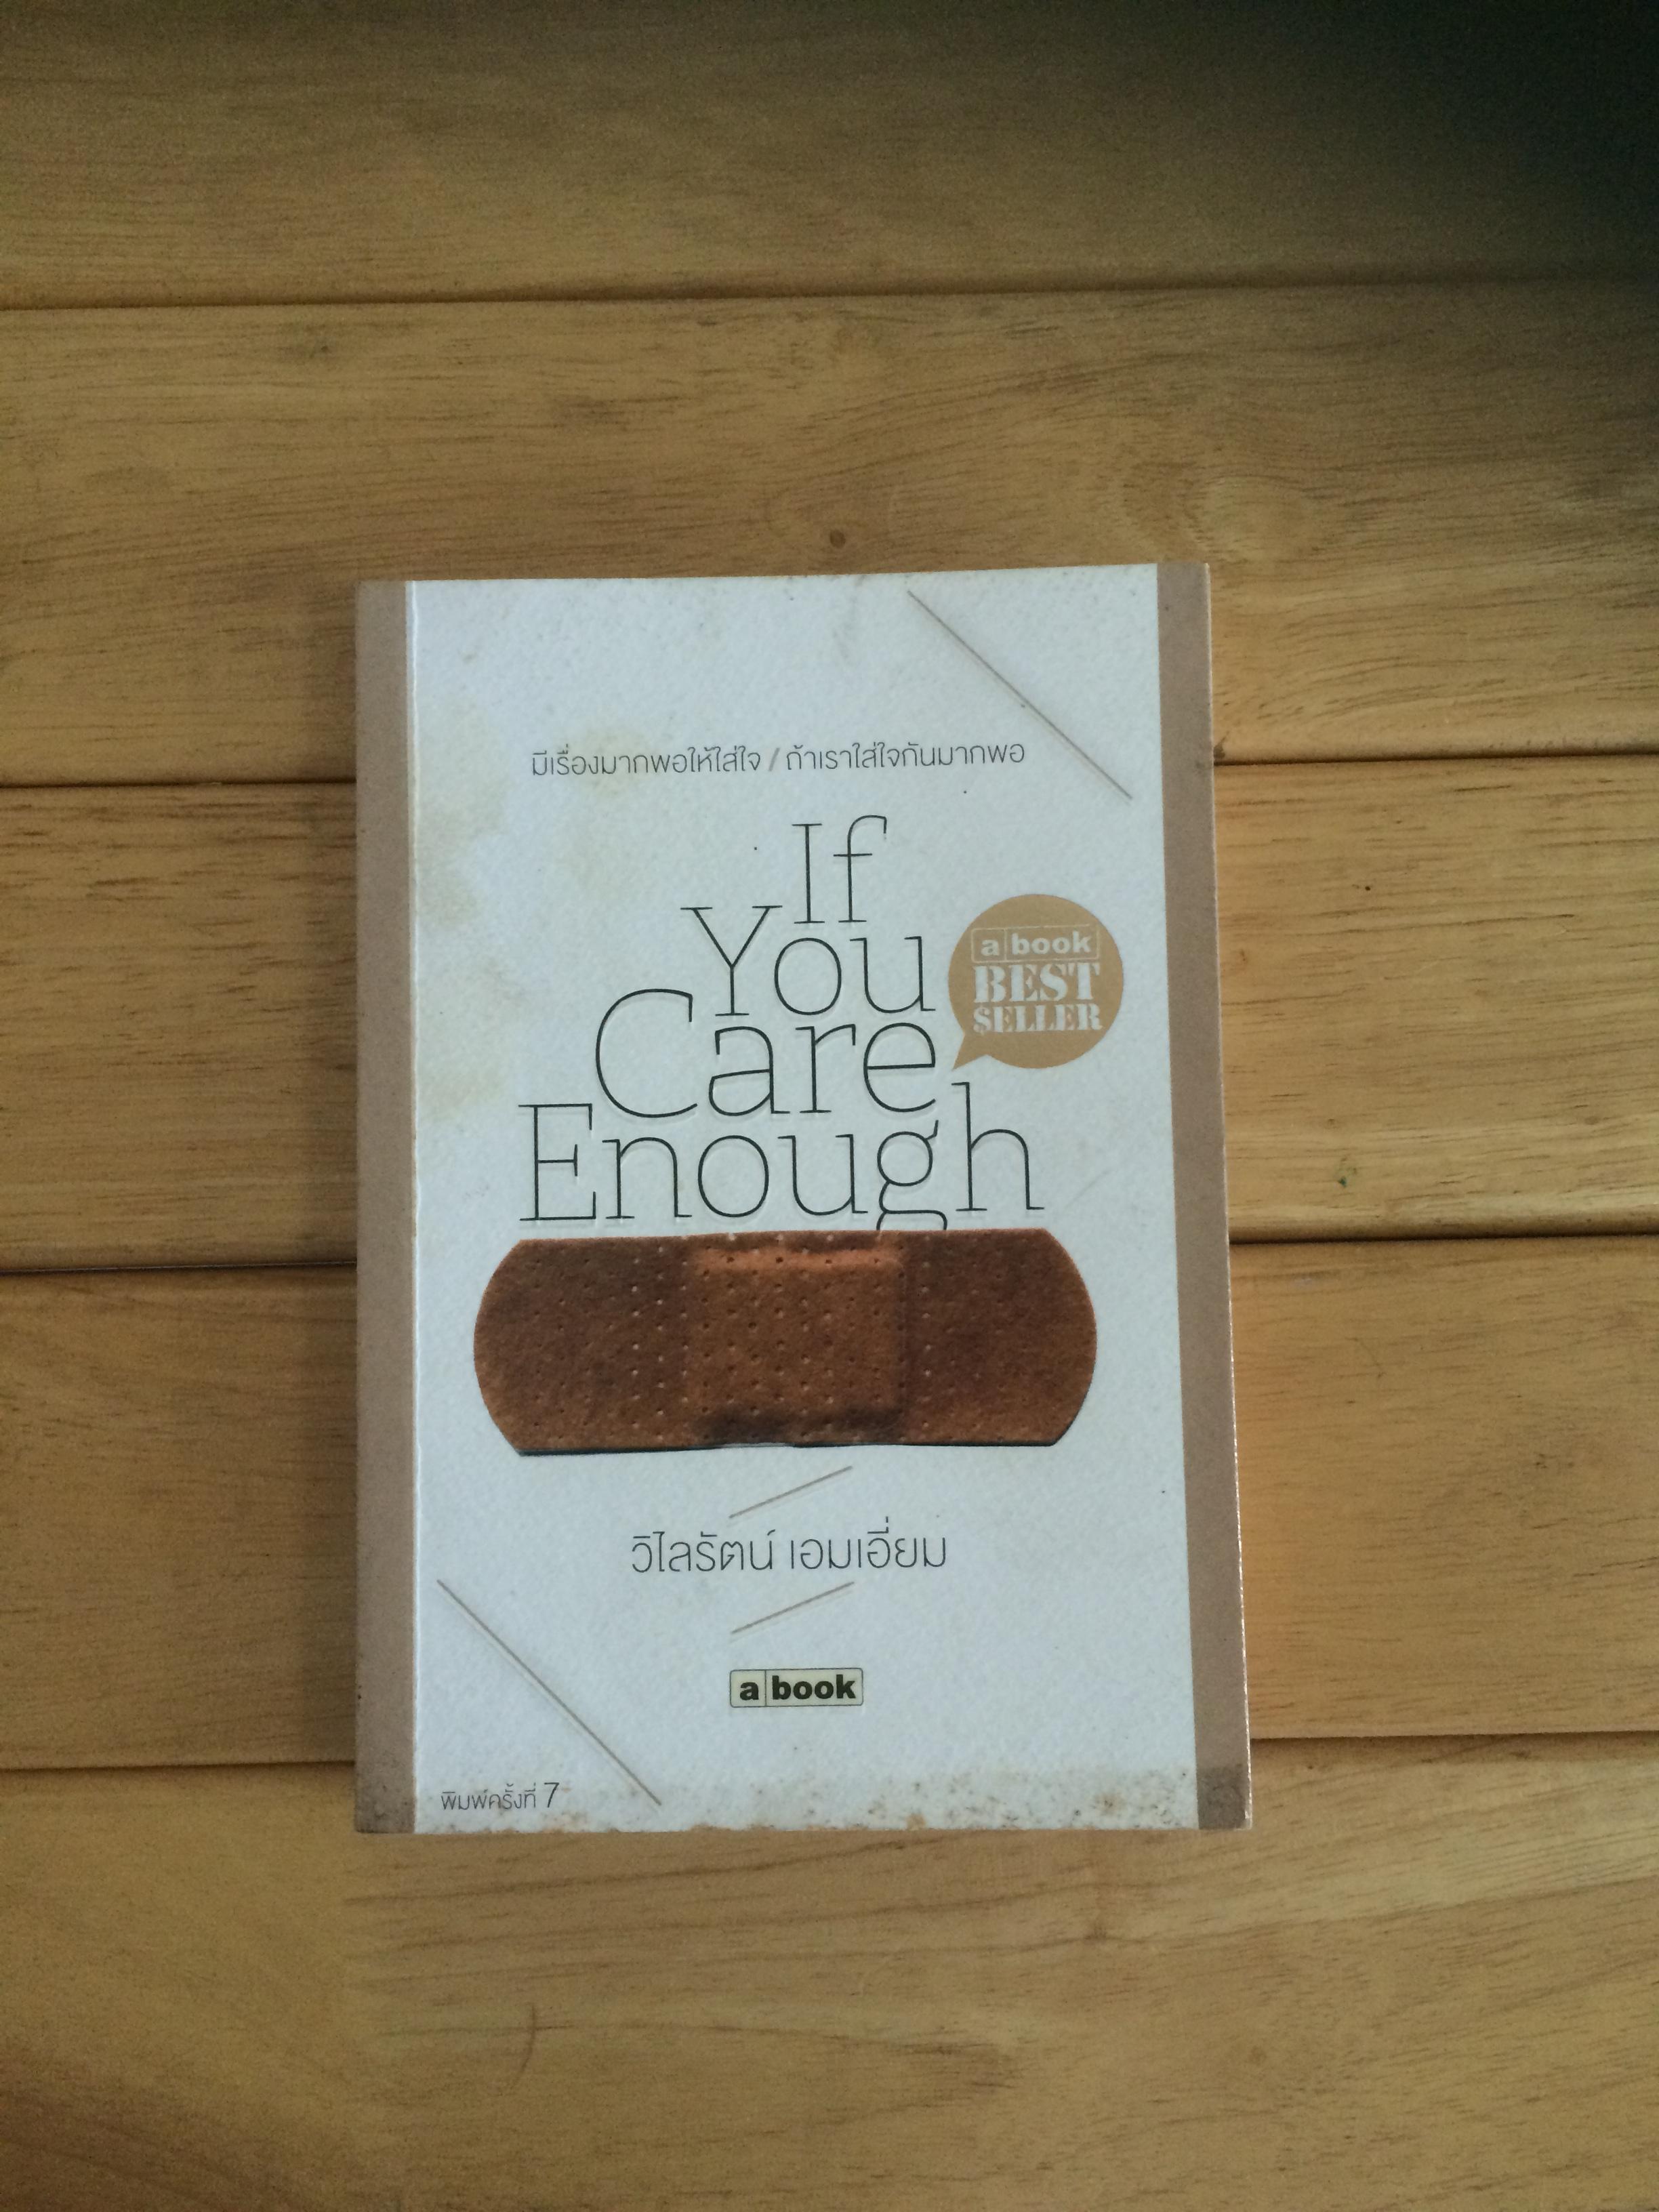 มีเรื่องมากพอให้ใส่ใจ / ถ้าเราใส่ใจกันมากพอ
If
You
Care
Enough
a book
BEST
SELLER
วิไลรัตน์ เอมเอี่ยม
a book
พิมพ์ครั้งที่ 7